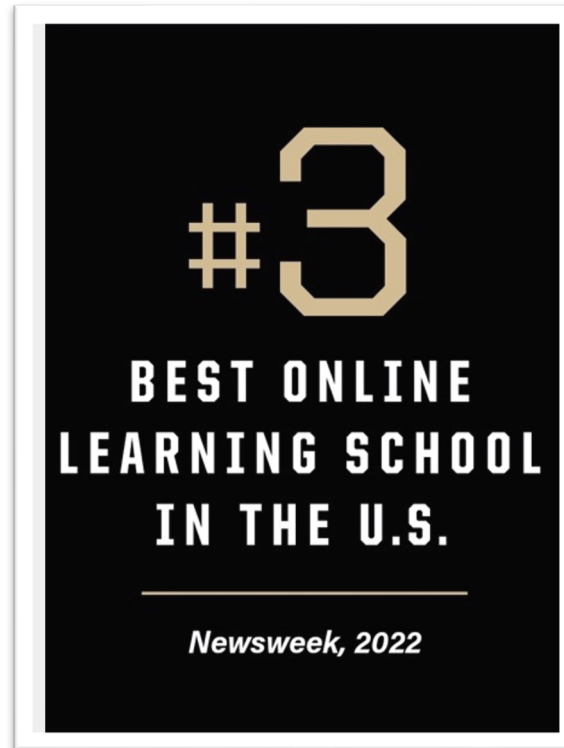 #3
BEST ONLINE
LEARNING SCHOOL
IN THE U.S.
Newsweek, 2022